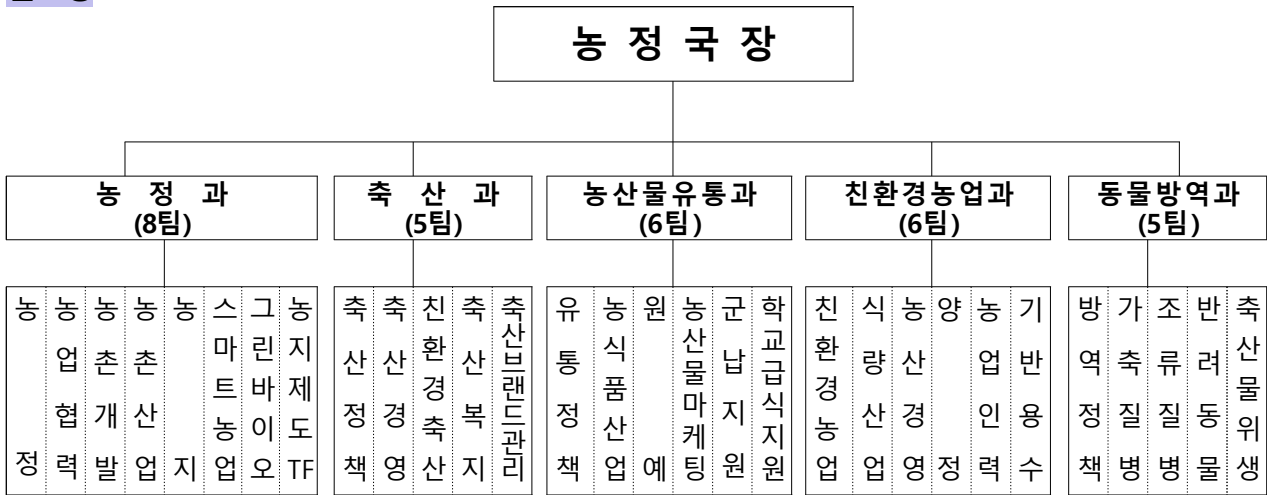 농 정 국 장
농 정 과
(8팀)
축 산 과
(5팀)
농산물유통과
(6팀)
친환경농업과
(6팀)
동물방역과
(5팀)
농정
농업협력
농촌개발
농촌산업
농지
스마트농업
그린바이오
농지제도TF
축산정책
축산경영
친환경축산
축산복지
축산브랜드관리
유통정책
농식품산업
원예
농산물마케팅
군납지원
학교급식지원
친환경농업
식량산업
농산경영
양정
농업인력
기반용수
방역정책
가축질병
조류질병
반려동물
축산물위생